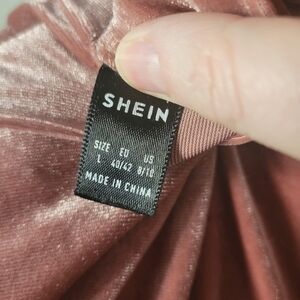 SHEIN
SIZE EU US
L 40/42 8/10
MADE IN CHINA